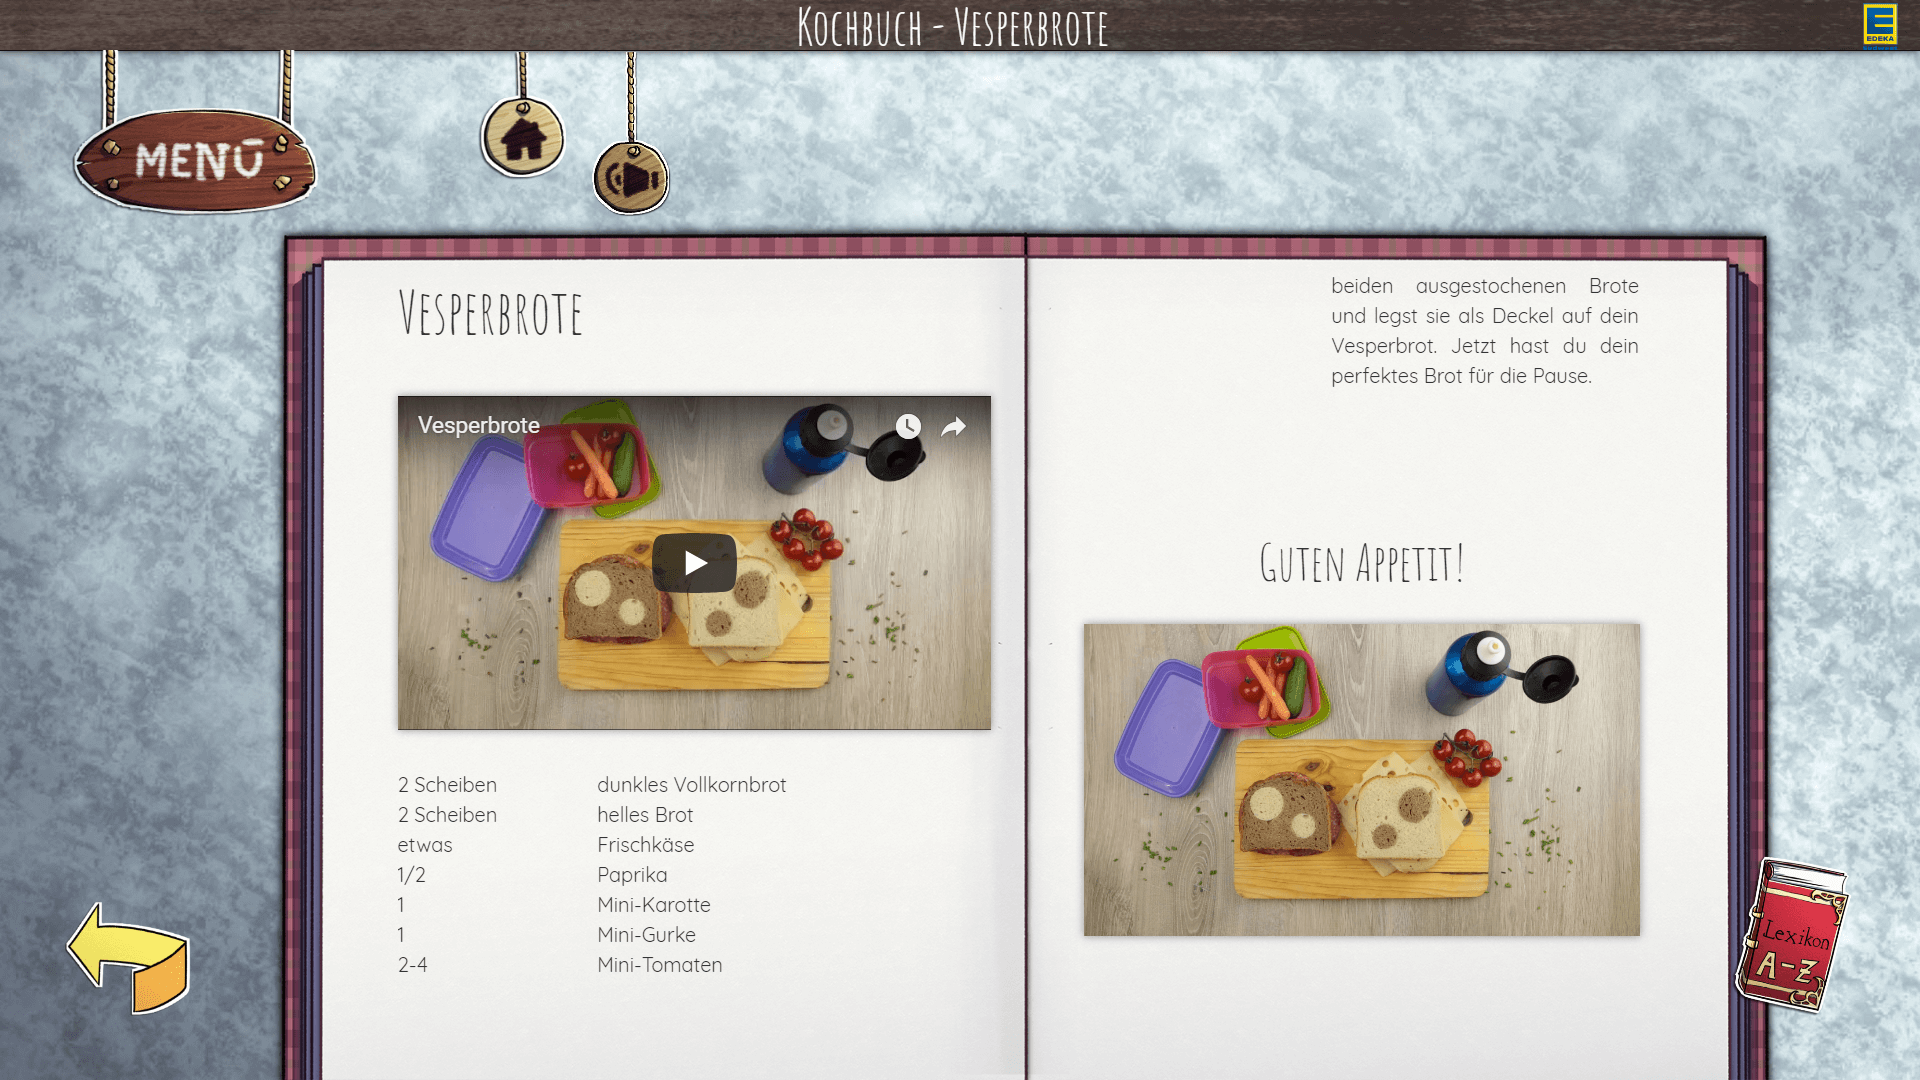 KOCHBUCH - VESPERBROTE
EDEKA
MENÜ
VESPERBROTE
Vesperbrote
2 Scheiben dunkles Vollkornbrot
2 Scheiben helles Brot
etwas Frischkäse
1/2 Paprika
1 Mini-Karotte
1 Mini-Gurke
2-4 Mini-Tomaten
beiden ausgestochenen Brote
und legst sie als Deckel auf dein
Vesperbrot. Jetzt hast du dein
perfektes Brot für die Pause.
GUTEN APPETIT!
Lexikon
A-Z